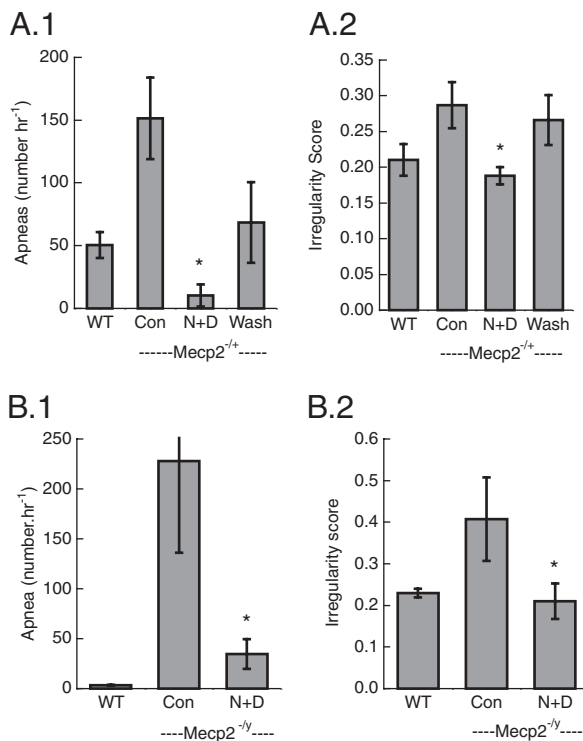 A.1
A.2
Apneas (number hr-1)
200
150
100
50
0
WT Con N+D Wash
------Mecp2-/+-----
*
Irregularity Score
0.35
0.30
0.25
0.20
0.15
0.10
0.05
0.00
WT Con N+D Wash
------Mecp2-/+-----
*
B.1
B.2
Apnea (number.hr-1)
250
200
150
100
50
0
WT Con N+D
----Mecp2-/y----
*
Irregularity score
0.6
0.5
0.4
0.3
0.2
0.1
0.0
WT Con N+D
----Mecp2-/y----
*